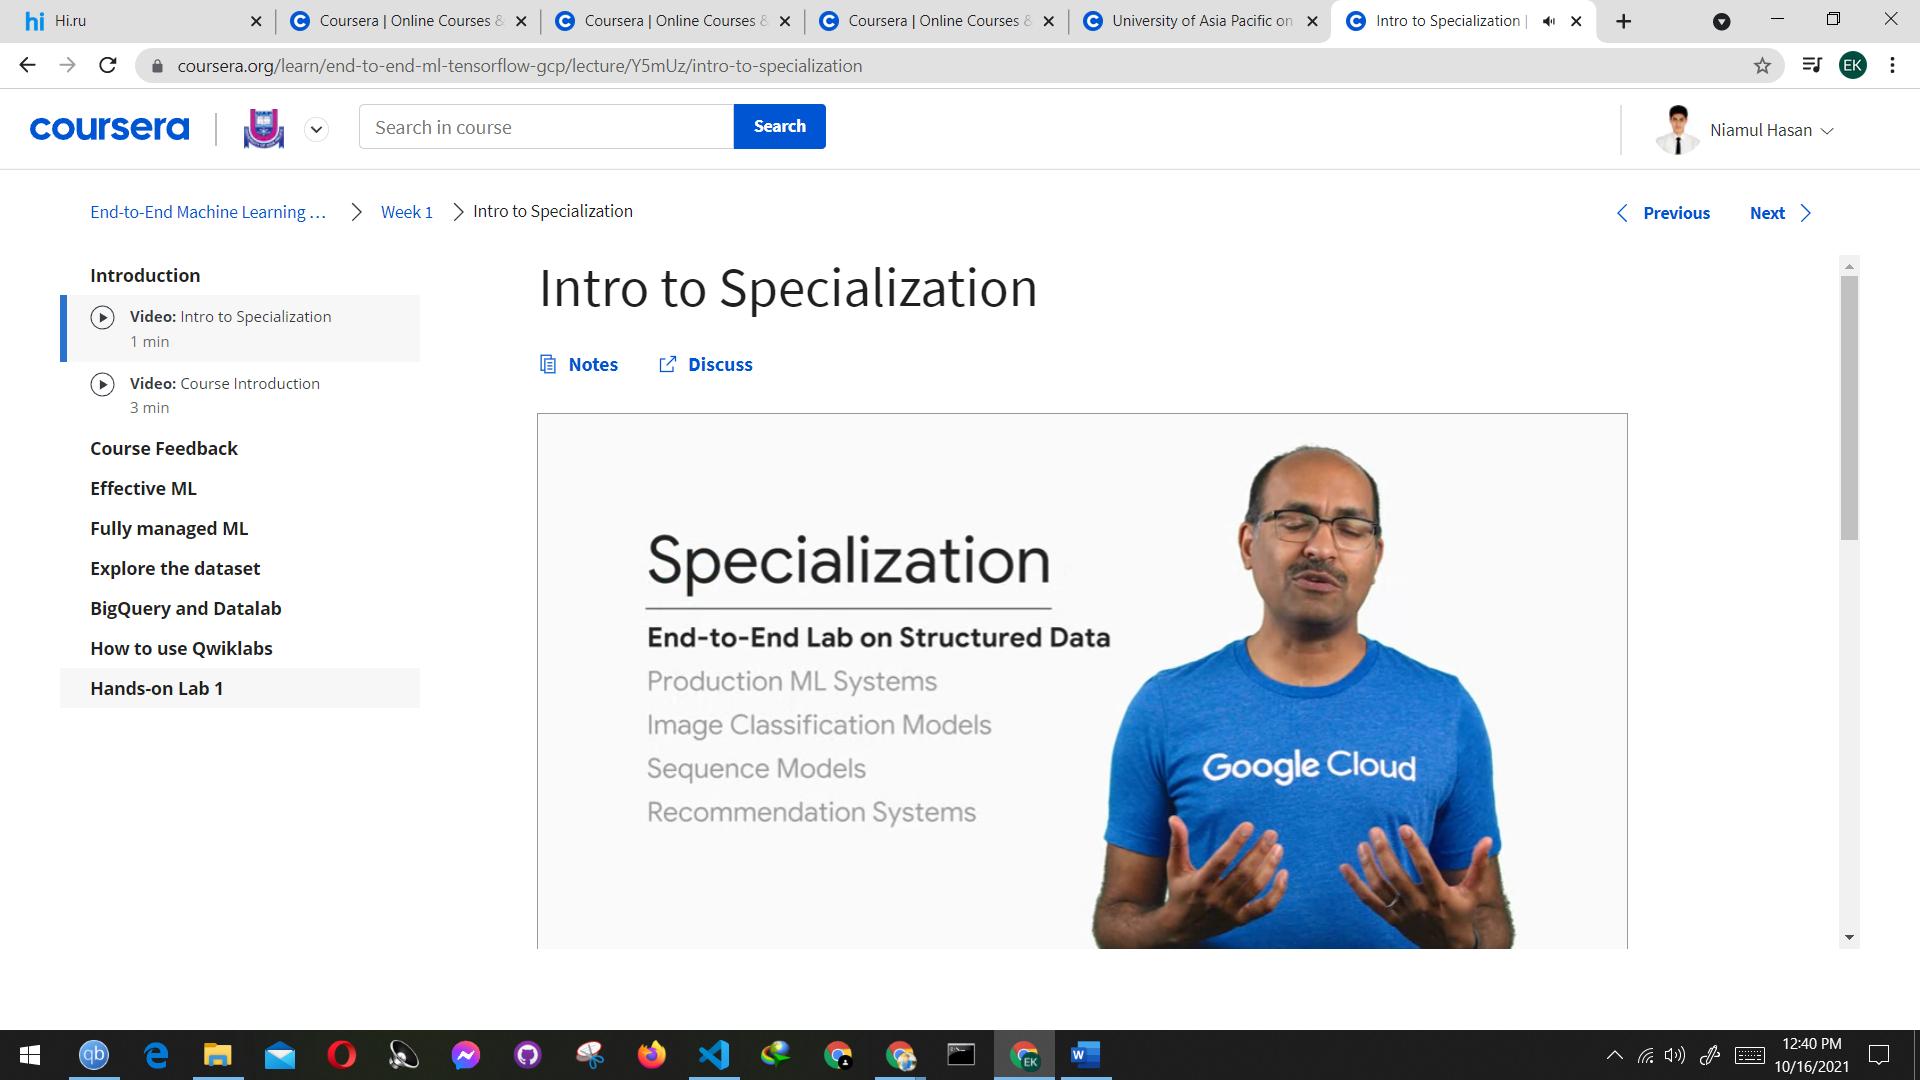 hi Hi.ru
Coursera | Online Courses &
Coursera | Online Courses &
Coursera | Online Courses &
University of Asia Pacific on
Intro to Specialization |
coursera.org/learn/end-to-end-ml-tensorflow-gcp/lecture/Y5mUz/intro-to-specialization
EK
coursera
Search in course
Search
Niamul Hasan
End-to-End Machine Learning …
Week 1
Intro to Specialization
Previous
Next
Introduction
Video: Intro to Specialization
1 min
Video: Course Introduction
3 min
Course Feedback
Effective ML
Fully managed ML
Explore the dataset
BigQuery and Datalab
How to use Qwiklabs
Hands-on Lab 1
Intro to Specialization
Notes
Discuss
Specialization
End-to-End Lab on Structured Data
Production ML Systems
Image Classification Models
Sequence Models
Recommendation Systems
Google Cloud
qb
EK
W
12:40 PM
10/16/2021